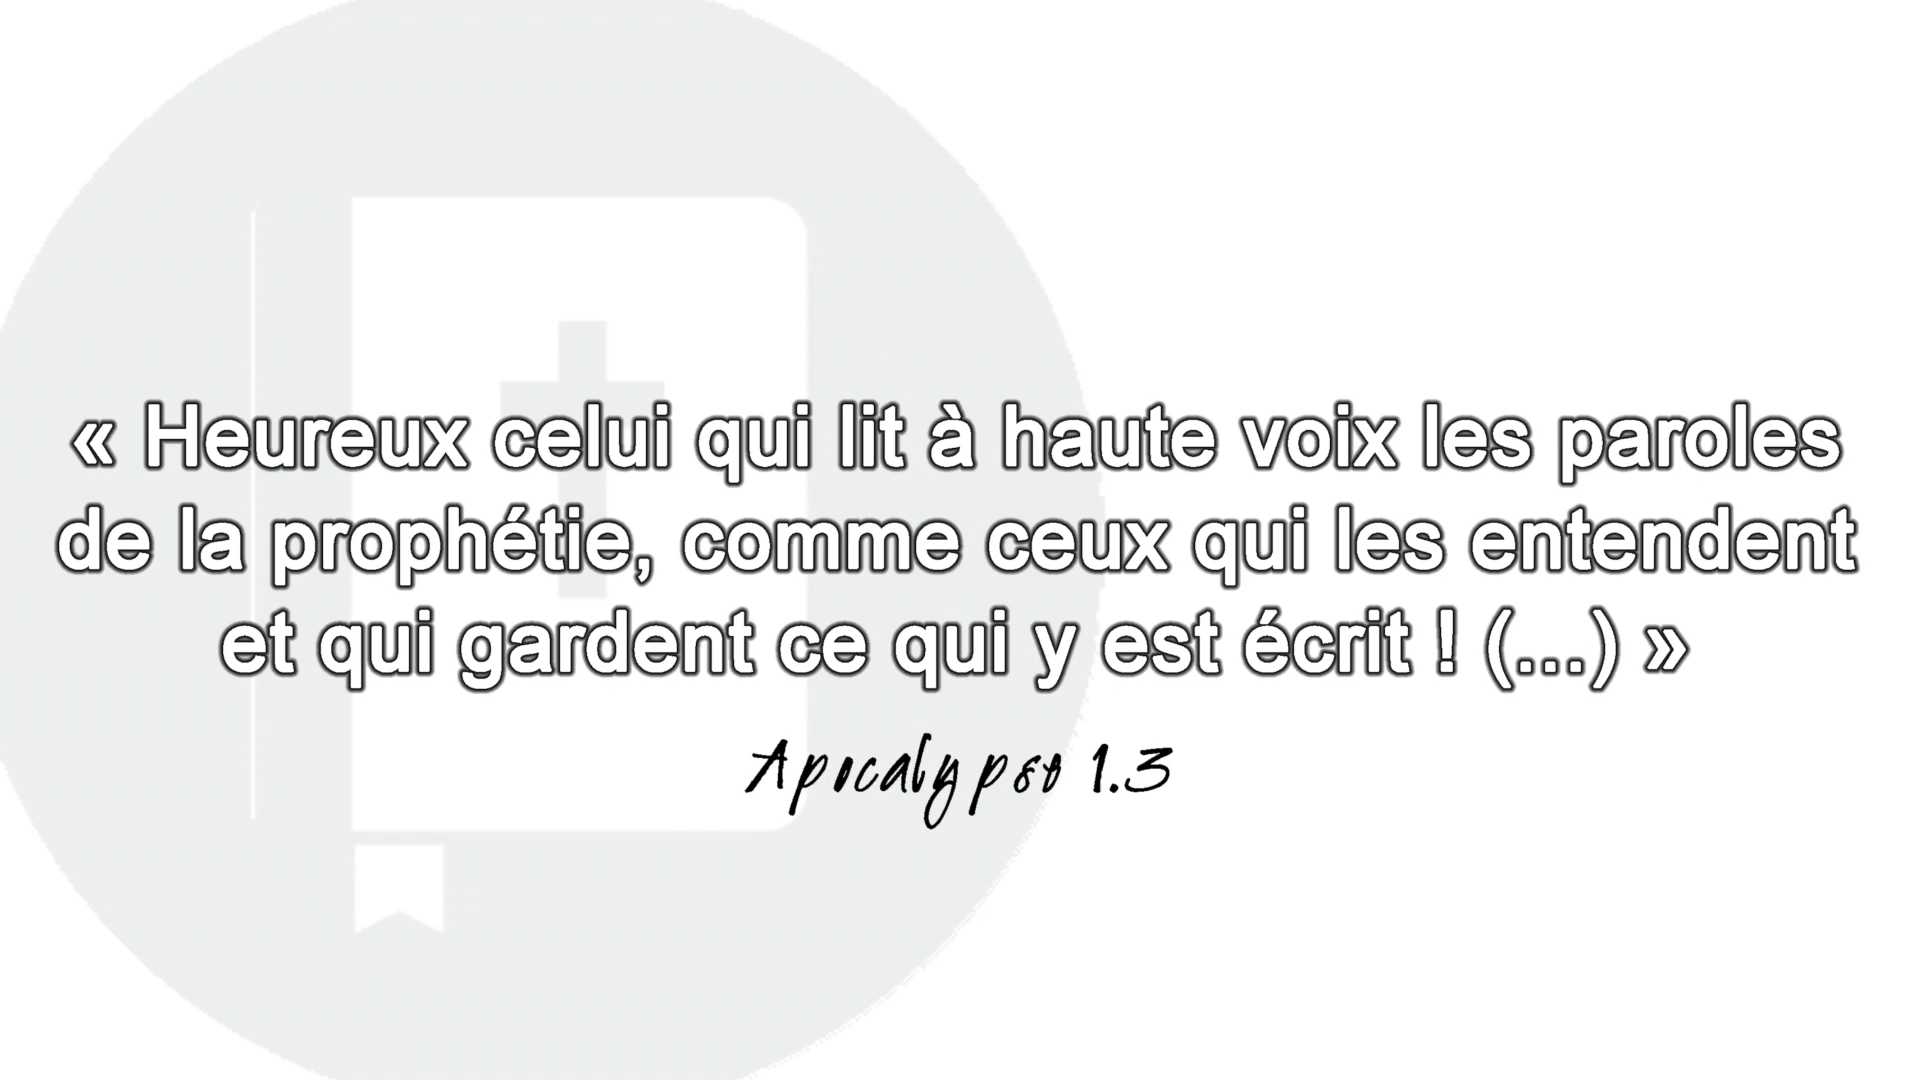 « Heureux celui qui lit à haute voix les paroles
de la prophétie, comme ceux qui les entendent
et qui gardent ce qui y est écrit ! (...) »
Apocalypse 1.3